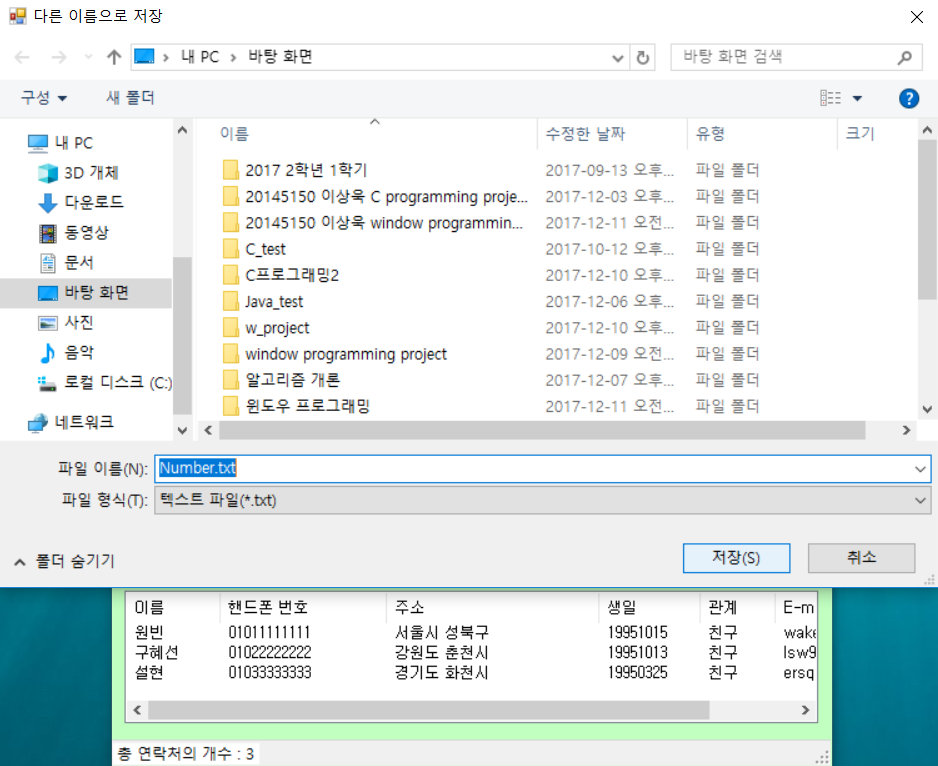 다른 이름으로 저장
내 PC 바탕 화면 바탕 화면 검색
구성 새 폴더
이름 수정한 날짜 유형 크기
내 PC
3D 개체
다운로드
동영상
문서
바탕 화면
사진
음악
로컬 디스크 (C:)
네트워크
2017 2학년 1학기 2017-09-13 오후... 파일 폴더
20145150 이상욱 C programming proje... 2017-12-03 오후... 파일 폴더
20145150 이상욱 window programmin... 2017-12-11 오전... 파일 폴더
C_test 2017-10-12 오후... 파일 폴더
C프로그래밍2 2017-12-10 오후... 파일 폴더
Java_test 2017-12-06 오후... 파일 폴더
w_project 2017-12-10 오후... 파일 폴더
window programming project 2017-12-09 오전... 파일 폴더
알고리즘 개론 2017-12-07 오후... 파일 폴더
윈도우 프로그래밍 2017-12-11 오전... 파일 폴더
파일 이름(N): Number.txt
파일 형식(T): 텍스트 파일(*.txt)
폴더 숨기기 저장(S) 취소
이름 핸드폰 번호 주소 생일 관계 E-m
원빈 01011111111 서울시 성북구 19951015 친구 wake
구혜선 01022222222 강원도 춘천시 19951013 친구 lsw9
설현 01033333333 경기도 화천시 19950325 친구 ersq
총 연락처의 개수 : 3